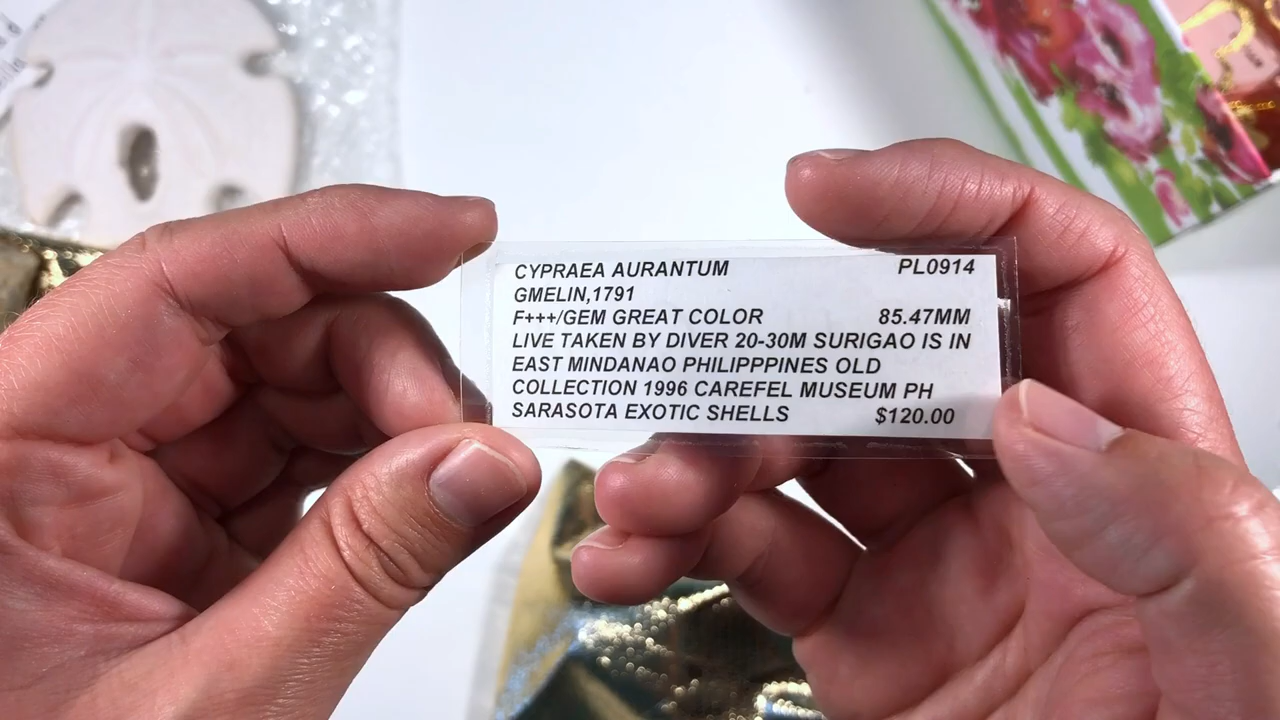 CYPRAEA AURANTUM PL0914
GMELIN,1791
F+++/GEM GREAT COLOR 85.47MM
LIVE TAKEN BY DIVER 20-30M SURIGAO IS IN
EAST MINDANAO PHILIPPPINES OLD
COLLECTION 1996 CAREFEL MUSEUM PH
SARASOTA EXOTIC SHELLS $120.00